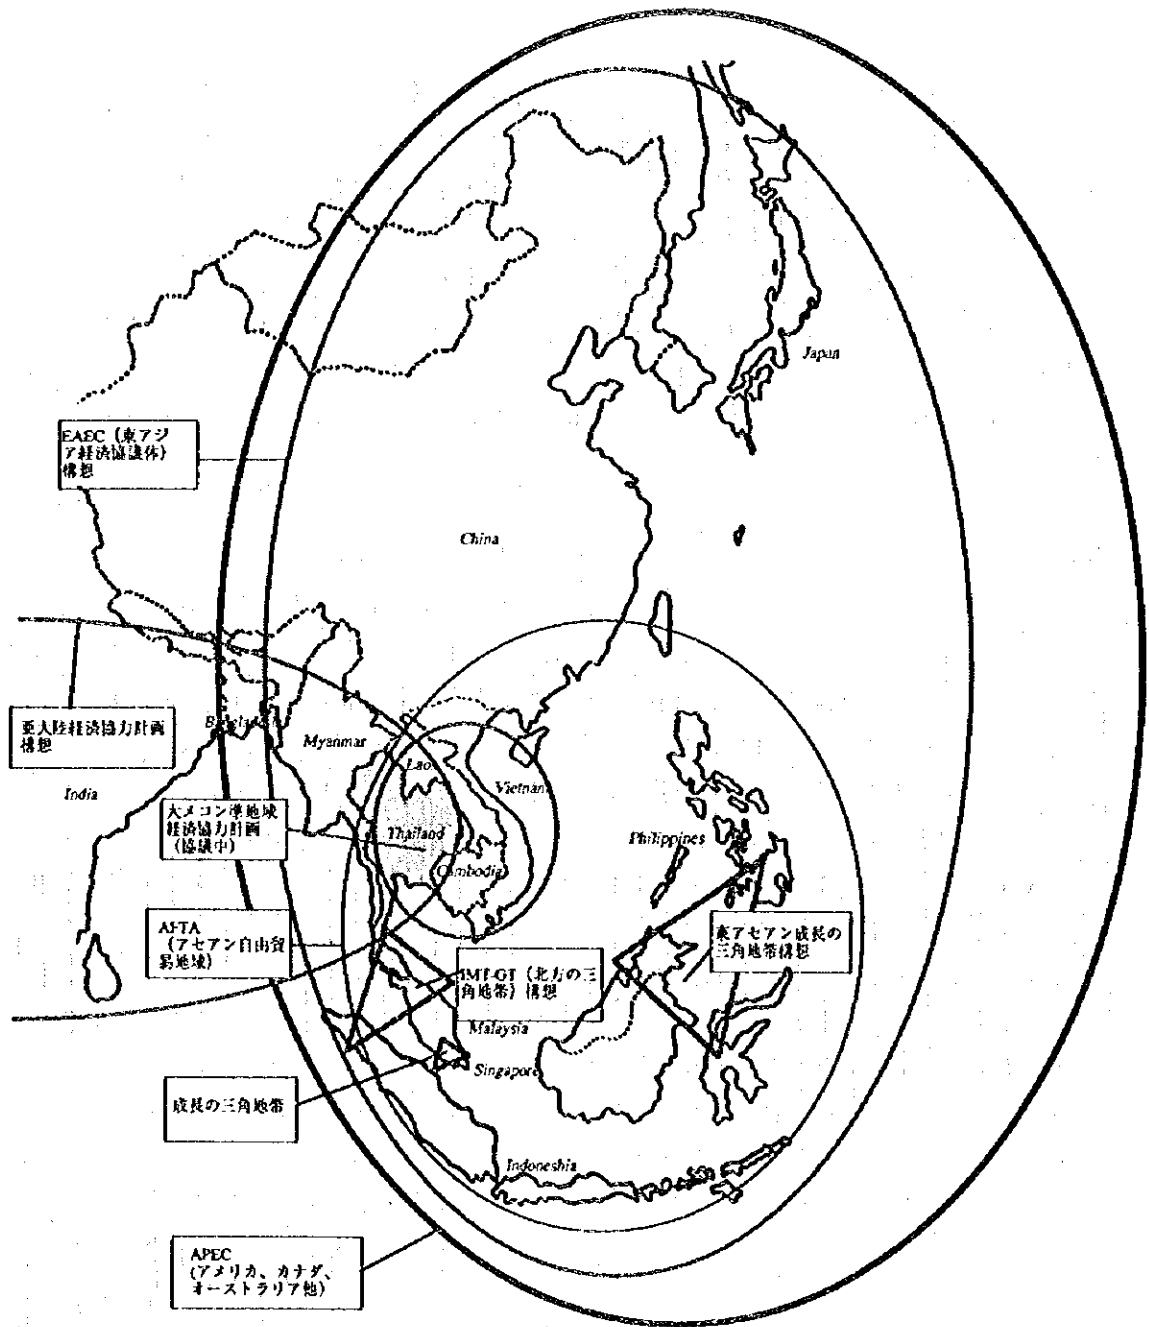 Japan
EAEC（東アジ
ア経済協議体）
構想
China
亜大陸経済協力計画
構想
Myanmar
Lao
Vietnam
India
大メコン準地域
経済協力計画
（協議中）
Thailand
Philippines
Cambodia
AFTA
（アセアン自由貿
易地域）
東アセアン成長の
三角地帯構想
IMT-GT（北方の三
角地帯）構想
Malaysia
Singapore
成長の三角地帯
Indoneshia
APEC
(アメリカ、カナダ、
オーストラリア他)